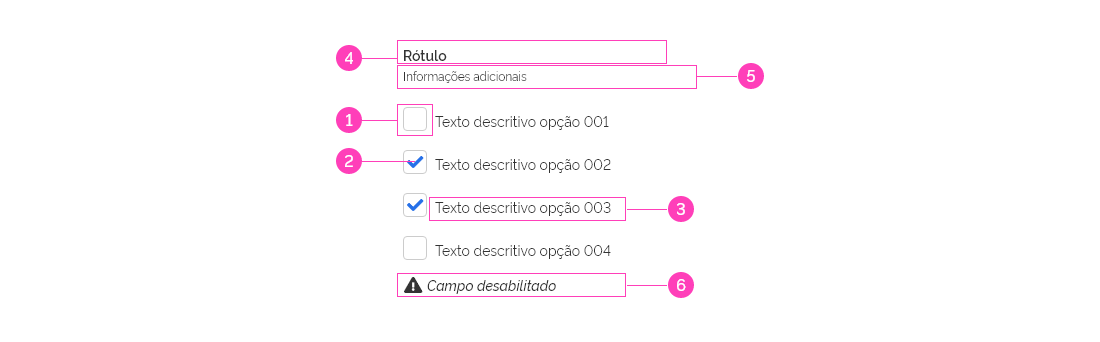 4 Rótulo
Informações adicionais 5
1 Texto descritivo opção 001
2 Texto descritivo opção 002
Texto descritivo opção 003 3
Texto descritivo opção 004
Campo desabilitado 6